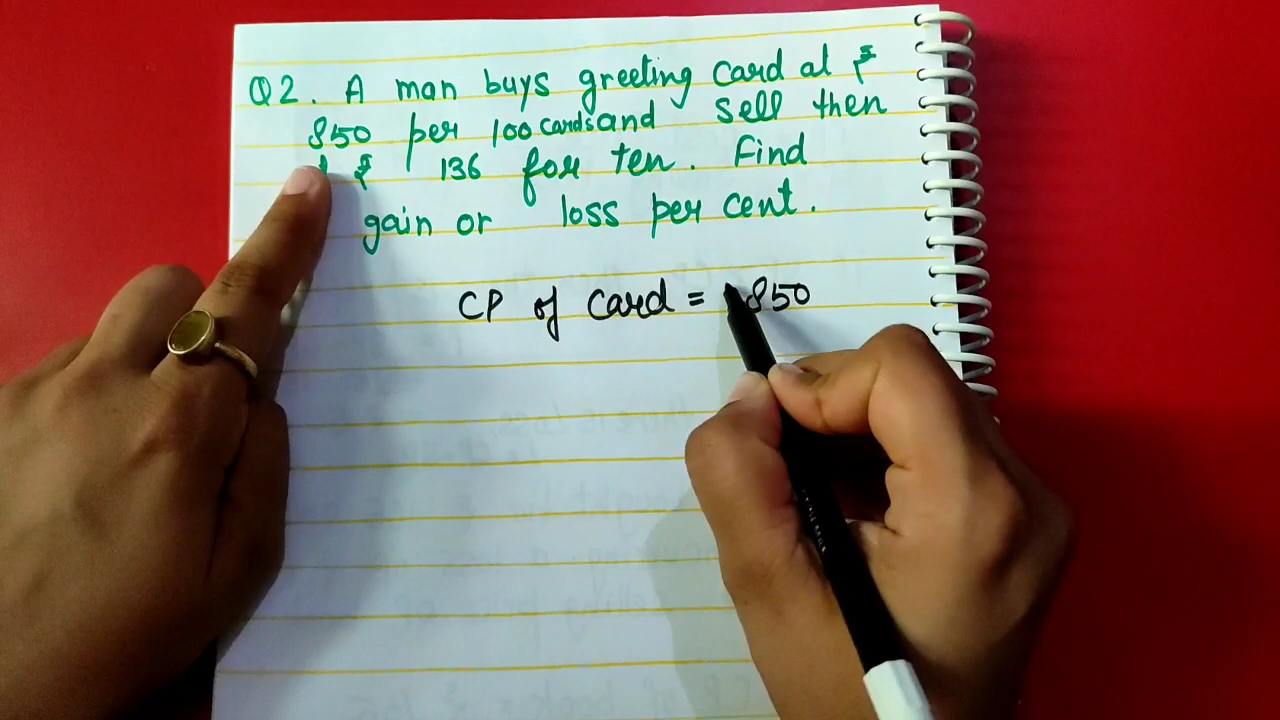 Q2. A man buys greeting card at ₹
850 per 100 cards and sell then
₹ 136 for ten. Find
gain or loss per cent.
CP of Card = 850